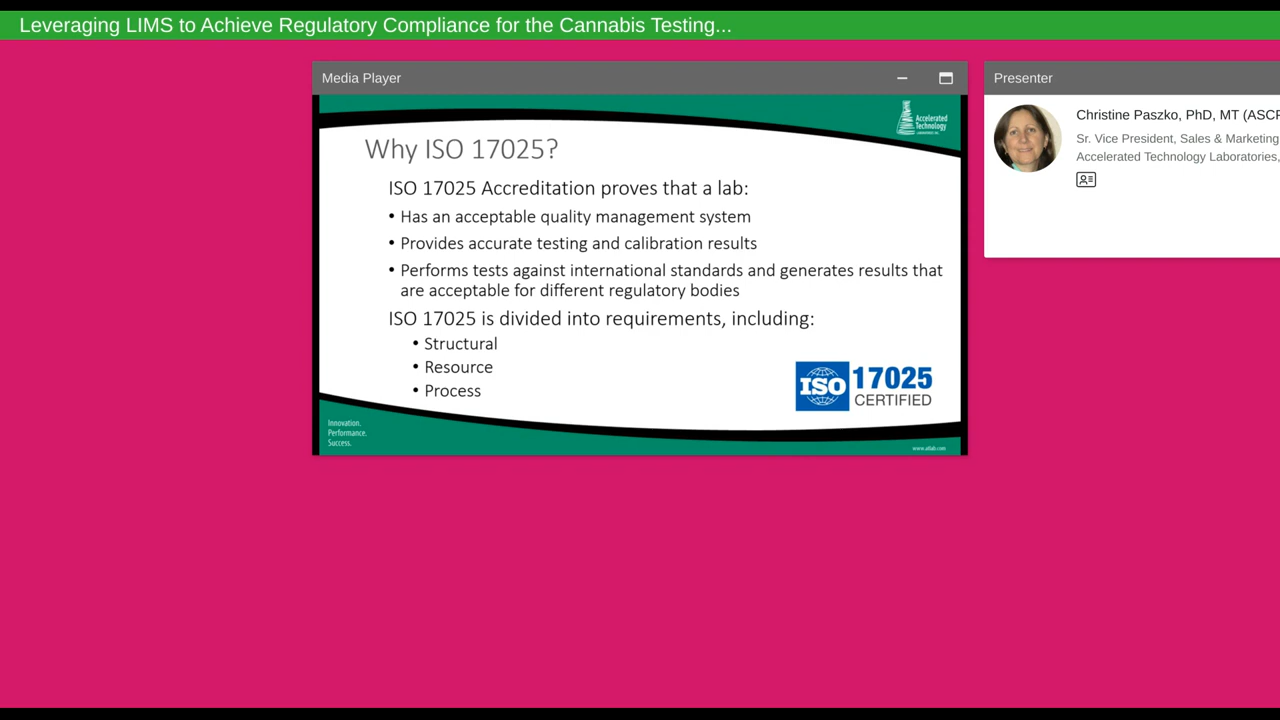 Leveraging LIMS to Achieve Regulatory Compliance for the Cannabis Testing...
Media Player
Presenter
Accelerated
Technology
LABORATORIES, INC.
Christine Paszko, PhD, MT (ASCP
Sr. Vice President, Sales & Marketing
Accelerated Technology Laboratories,
Why ISO 17025?
ISO 17025 Accreditation proves that a lab:
• Has an acceptable quality management system
• Provides accurate testing and calibration results
• Performs tests against international standards and generates results that
are acceptable for different regulatory bodies
ISO 17025 is divided into requirements, including:
• Structural
• Resource
• Process
ISO 17025
CERTIFIED
Innovation.
Performance.
Success.
www.atlab.com